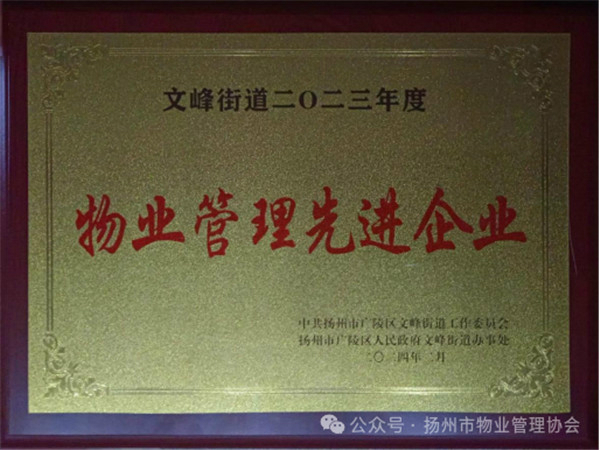 文峰街道二〇二三年度
物业管理先进企业
中共扬州市广陵区文峰街道工作委员会
扬州市广陵区人民政府文峰街道办事处
二〇二四年二月
公众号·扬州市物业管理协会